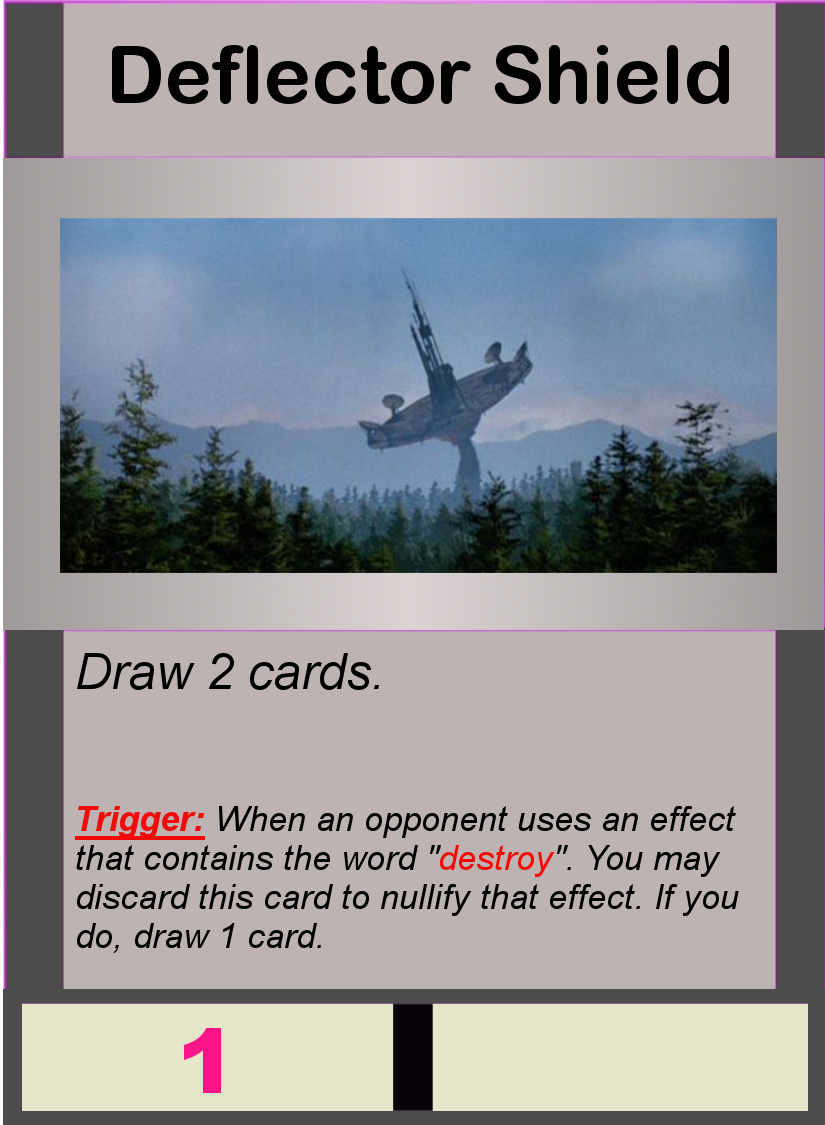 Deflector Shield
Draw 2 cards.
Trigger: When an opponent uses an effect
that contains the word "destroy". You may
discard this card to nullify that effect. If you
do, draw 1 card.
1